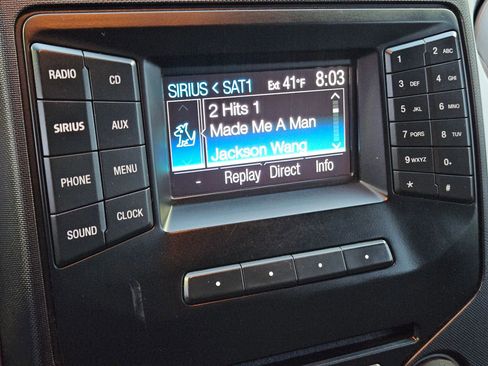 RADIO
CD
SIRIUS
AUX
PHONE
MENU
SOUND
CLOCK
SIRIUS < SAT1 Ext 41°F 8:03
2 Hits 1
Made Me A Man
Jackson Wang
- Replay Direct Info
1
2 ABC
3 DEF
4 GHI
5 JKL
6 MNO
7 PQRS
8 TUV
9 WXYZ
0+
*
#